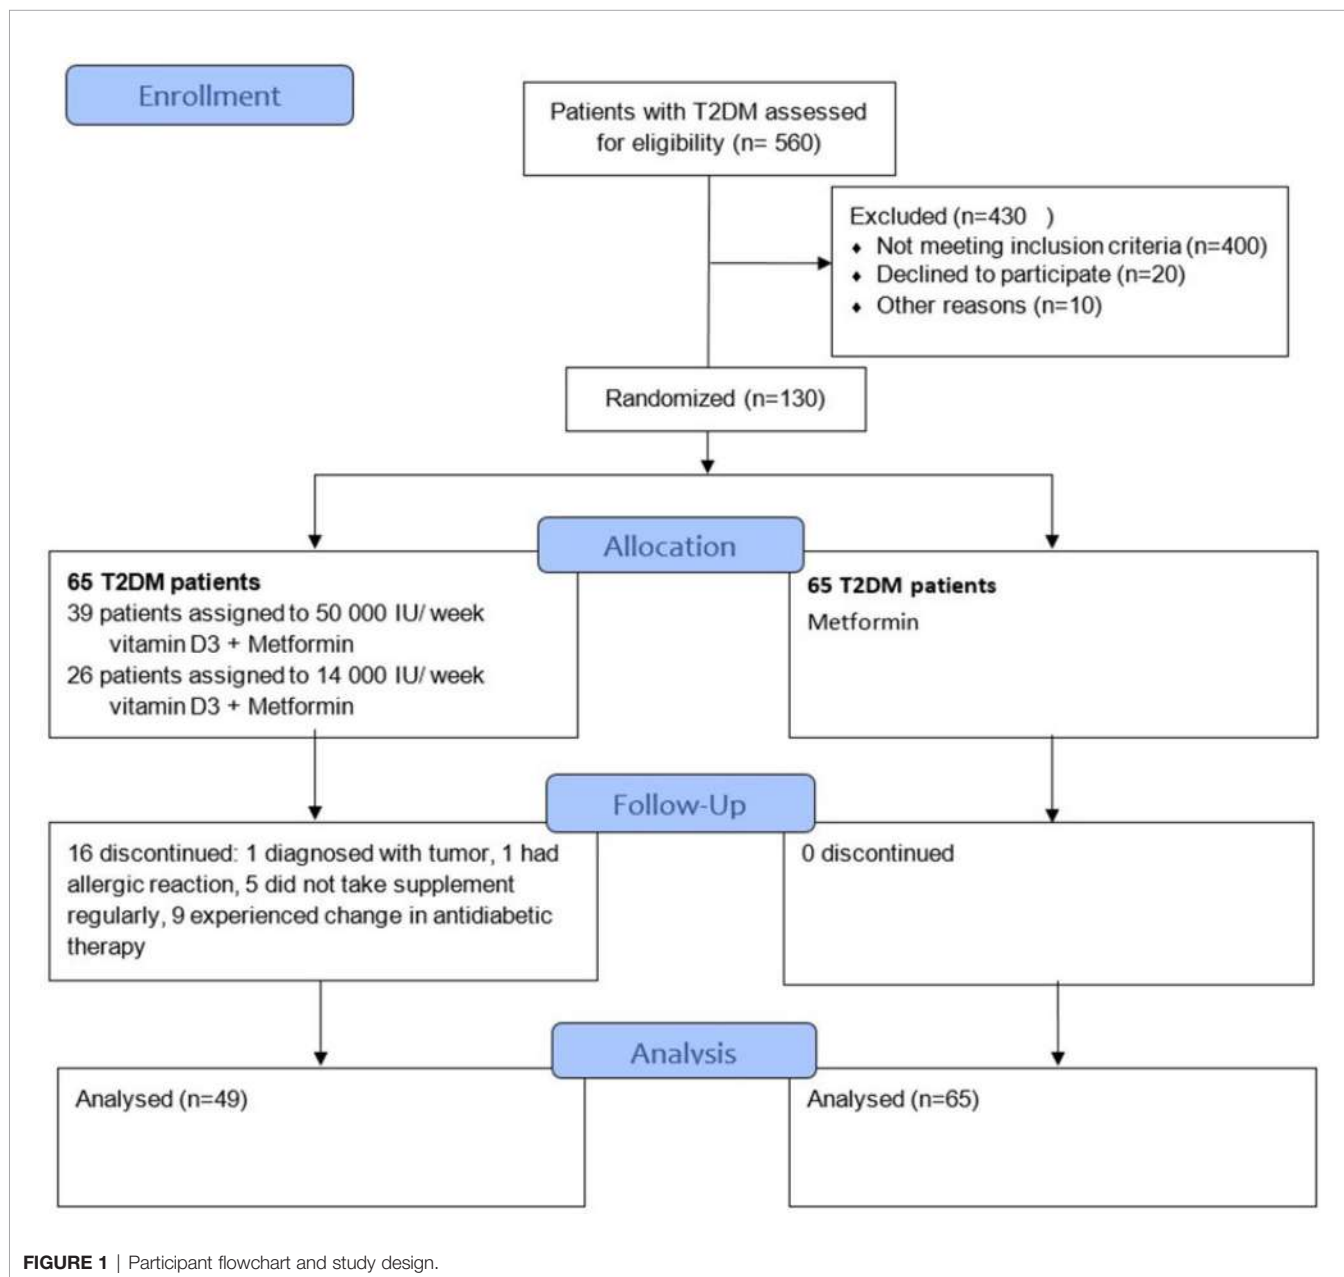 Enrollment
Patients with T2DM assessed
for eligibility (n= 560)
Excluded (n=430 )
♦ Not meeting inclusion criteria (n=400)
♦ Declined to participate (n=20)
♦ Other reasons (n=10)
Randomized (n=130)
Allocation
65 T2DM patients
39 patients assigned to 50 000 IU/ week
vitamin D3 + Metformin
26 patients assigned to 14 000 IU/ week
vitamin D3 + Metformin
65 T2DM patients
Metformin
Follow-Up
16 discontinued: 1 diagnosed with tumor, 1 had
allergic reaction, 5 did not take supplement
regularly, 9 experienced change in antidiabetic
therapy
0 discontinued
Analysis
Analysed (n=49)
Analysed (n=65)
FIGURE 1 | Participant flowchart and study design.